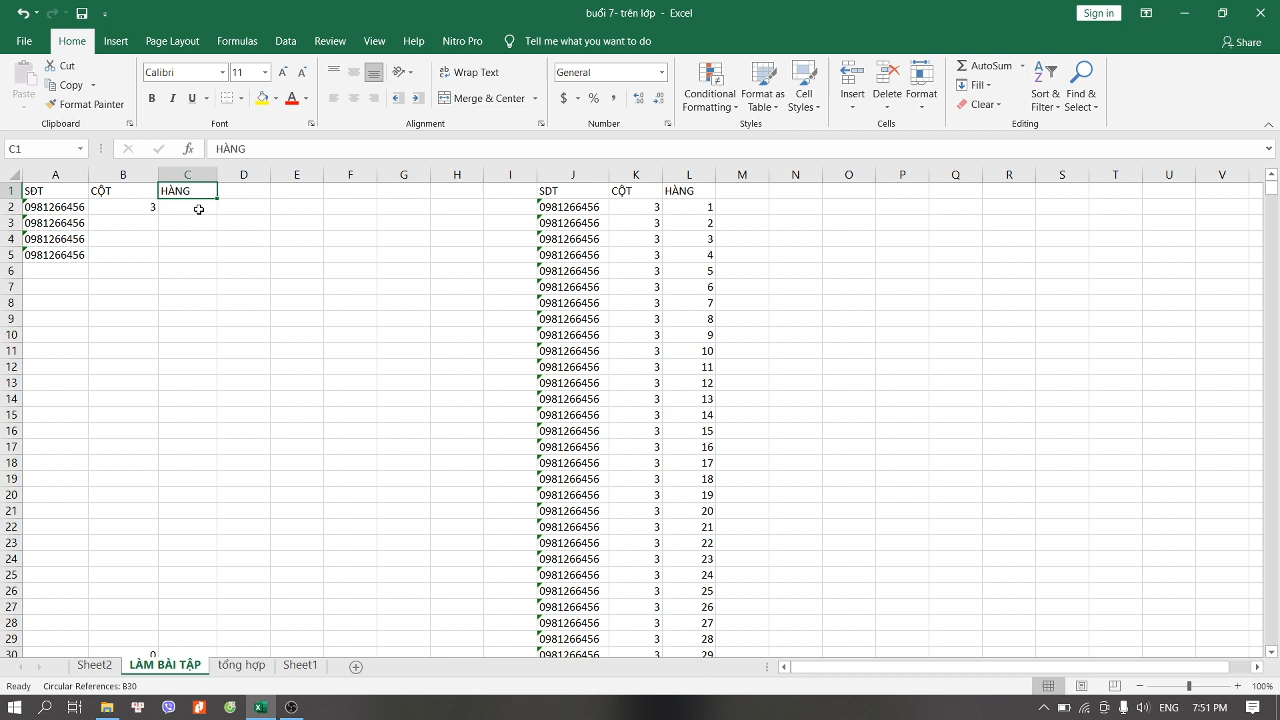 buổi 7- trên lớp - Excel
Sign in
File Home Insert Page Layout Formulas Data Review View Help Nitro Pro Tell me what you want to do Share
Paste Cut Copy Format Painter Clipboard
Calibri 11 B I U A Font
Wrap Text Merge & Center Alignment
General $ % , Number
Conditional Formatting Format as Table Cell Styles Styles
Insert Delete Format Cells
AutoSum Fill Clear Sort & Filter Find & Select Editing
C1 fx HÀNG
A B C D E F G H I J K L M N O P Q R S T U V
1 SĐT CỘT HÀNG SDT CỘT HÀNG
2 0981266456 3 0981266456 3 1
3 0981266456 0981266456 3 2
4 0981266456 0981266456 3 3
5 0981266456 0981266456 3 4
6 0981266456 3 5
7 0981266456 3 6
8 0981266456 3 7
9 0981266456 3 8
10 0981266456 3 9
11 0981266456 3 10
12 0981266456 3 11
13 0981266456 3 12
14 0981266456 3 13
15 0981266456 3 14
16 0981266456 3 15
17 0981266456 3 16
18 0981266456 3 17
19 0981266456 3 18
20 0981266456 3 19
21 0981266456 3 20
22 0981266456 3 21
23 0981266456 3 22
24 0981266456 3 23
25 0981266456 3 24
26 0981266456 3 25
27 0981266456 3 26
28 0981266456 3 27
29 0981266456 3 28
30 0 0981266456 3 29
Sheet2 LÀM BÀI TẬP tổng hợp Sheet1
Ready Circular References: B30 100%
ENG 7:51 PM